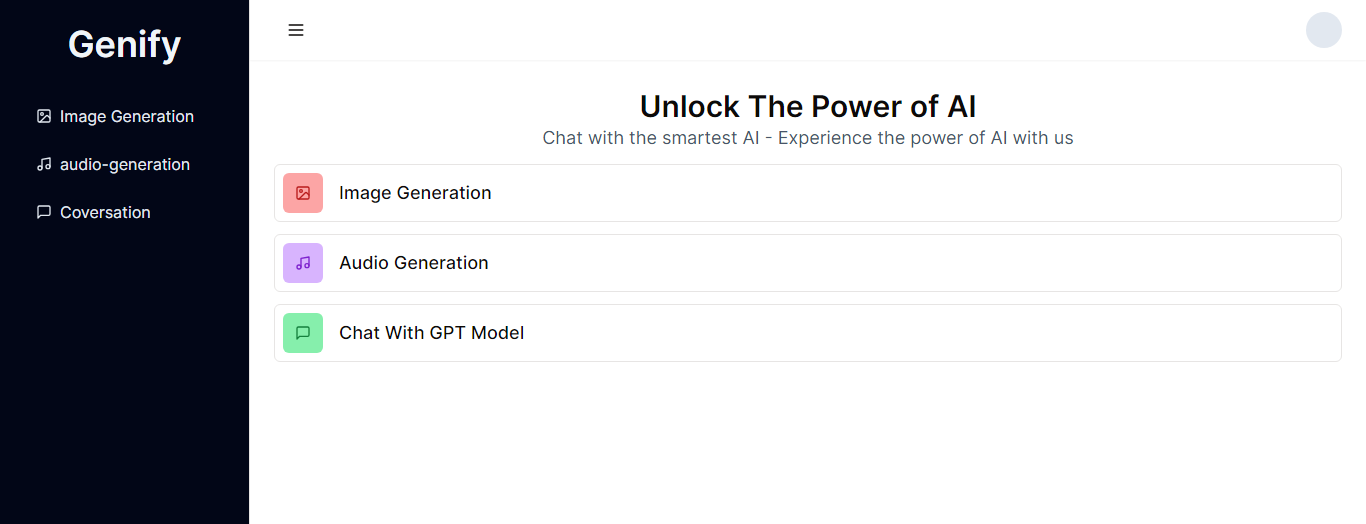 Genify
Image Generation
audio-generation
Coversation
Unlock The Power of AI
Chat with the smartest AI - Experience the power of AI with us
Image Generation
Audio Generation
Chat With GPT Model